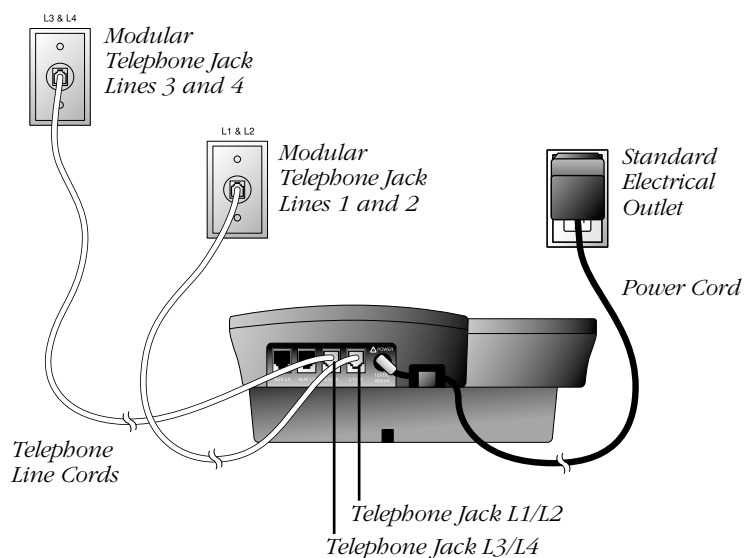 L3 & L4
Modular
Telephone Jack
Lines 3 and 4
L1 & L2
Modular
Telephone Jack
Lines 1 and 2
Standard
Electrical
Outlet
Power Cord
POWER
Telephone
Line Cords
Telephone Jack L1/L2
Telephone Jack L3/L4